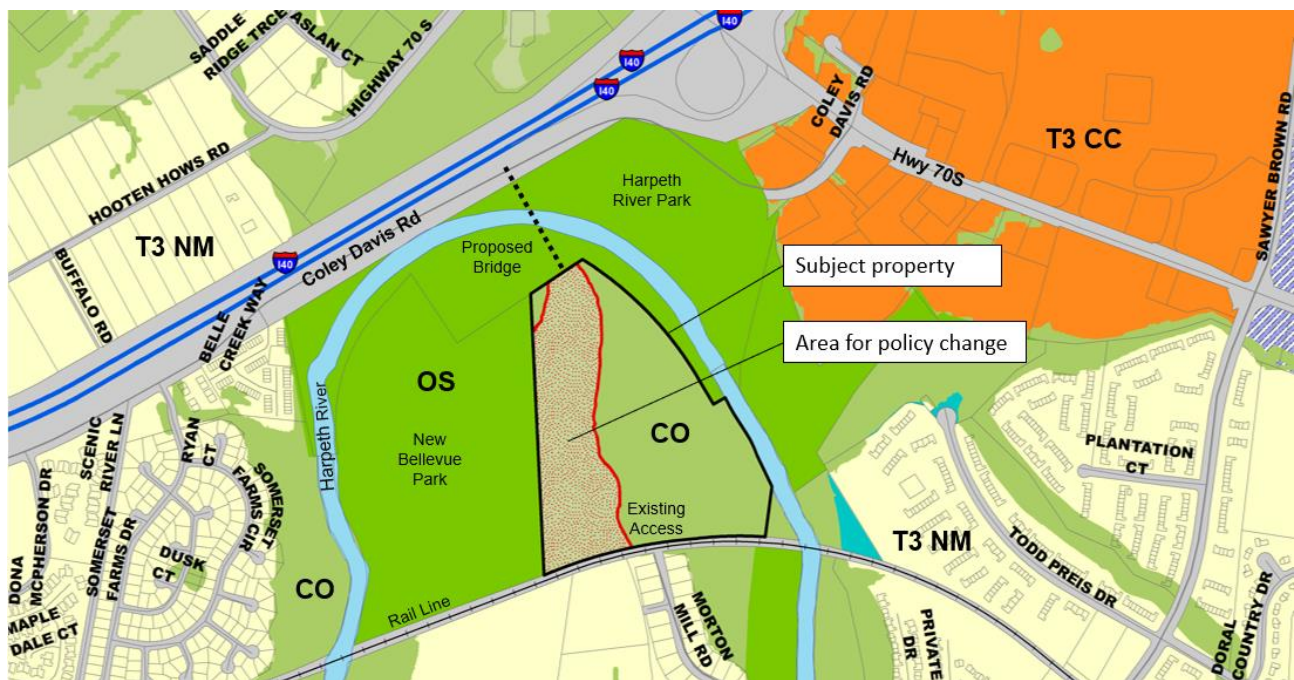 SADDLE
RIDGE TRCE
ASLAN CT
HIGHWAY 70 S
I40
I40
I40
I40
HOOTEN HOWS RD
T3 NM
BUFFALO RD
BELLE
CREEK WAY
Coley Davis Rd
COLEY
DAVIS RD
Hwy 70S
T3 CC
SAWYER BROWN RD
Harpeth
River Park
Proposed
Bridge
Subject property
Area for policy change
OS
New
Bellevue
Park
CO
Existing
Access
Harpeth River
Rail Line
CO
DONA
MCPHERSON DR
SCENIC
RIVER LN
RYAN
CT
SOMERSET
FARMS CIR
SOMERSET
FARMS DR
DUSK
CT
MAPLE
DALE CT
MORTON
MILL RD
T3 NM
PLANTATION
CT
TODD PREIS DR
PRIVATE
DR
DORAL
COUNTRY DR